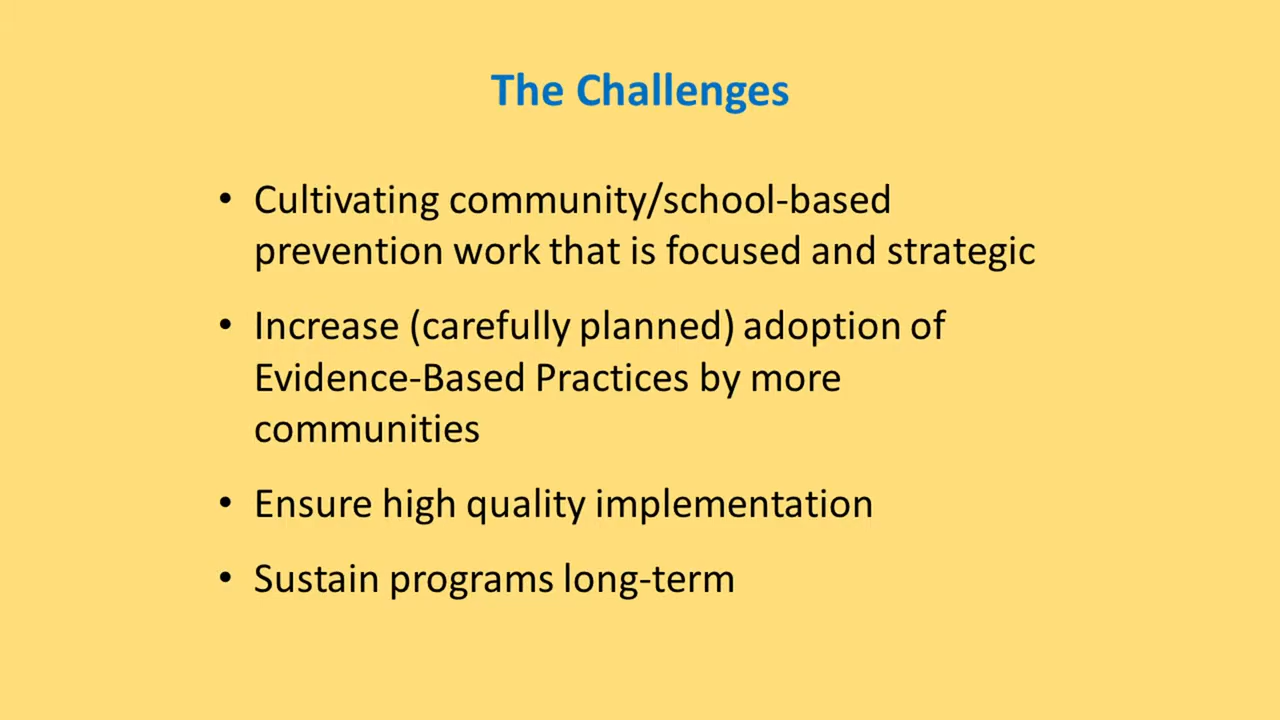 The Challenges
• Cultivating community/school-based
prevention work that is focused and strategic
• Increase (carefully planned) adoption of
Evidence-Based Practices by more
communities
• Ensure high quality implementation
• Sustain programs long-term